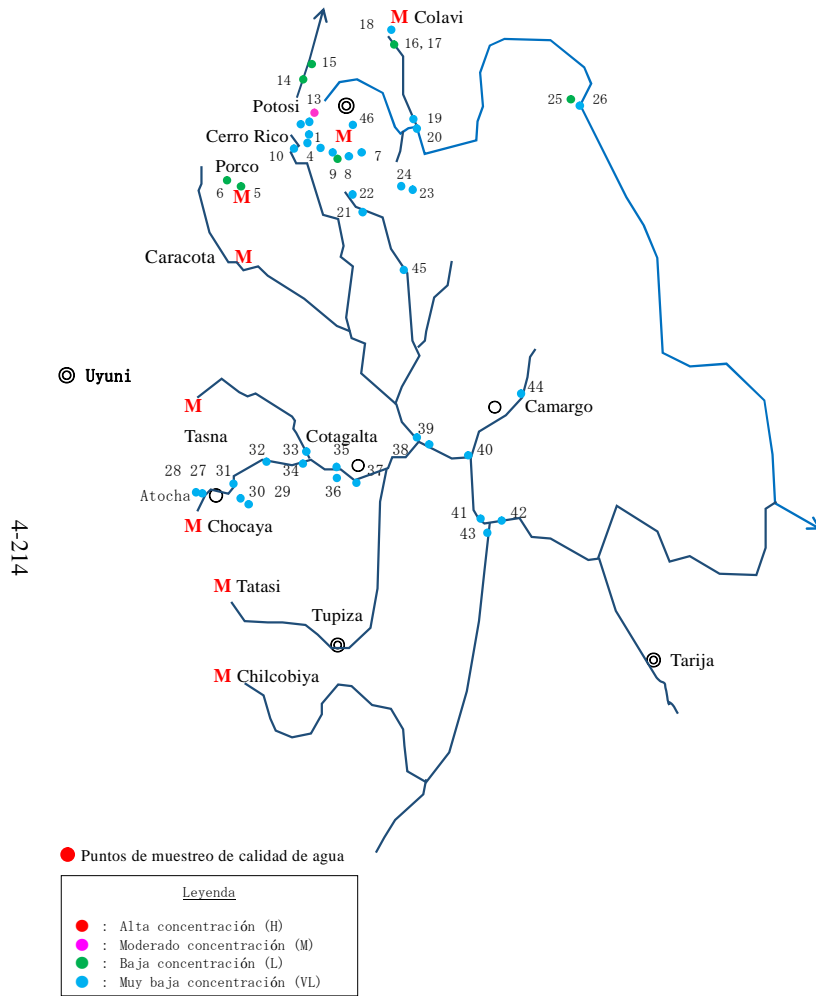 18
M Colavi
16, 17
15
14
Potosi
13
25
26
46
19
Cerro Rico
1
M
20
10
4
7
Porco
9
8
24
6
M
5
22
23
21
Caracota
M
45
Uyuni
44
M
Camargo
39
Tasna
33
Cotagalta
32
35
38
40
31
34
28
27
37
Atocha
30
29
36
41
42
M Chocaya
43
4-214
M Tatasi
Tupiza
Tarija
M Chilcobiya
Puntos de muestreo de calidad de agua
Leyenda
: Alta concentración (H)
: Moderado concentración (M)
: Baja concentración (L)
: Muy baja concentración (VL)